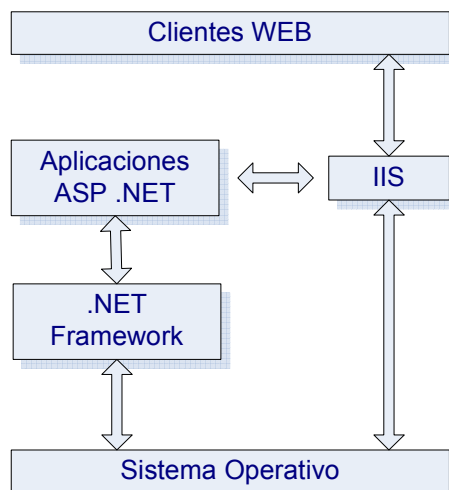 Clientes WEB
Aplicaciones
ASP .NET
IIS
.NET
Framework
Sistema Operativo